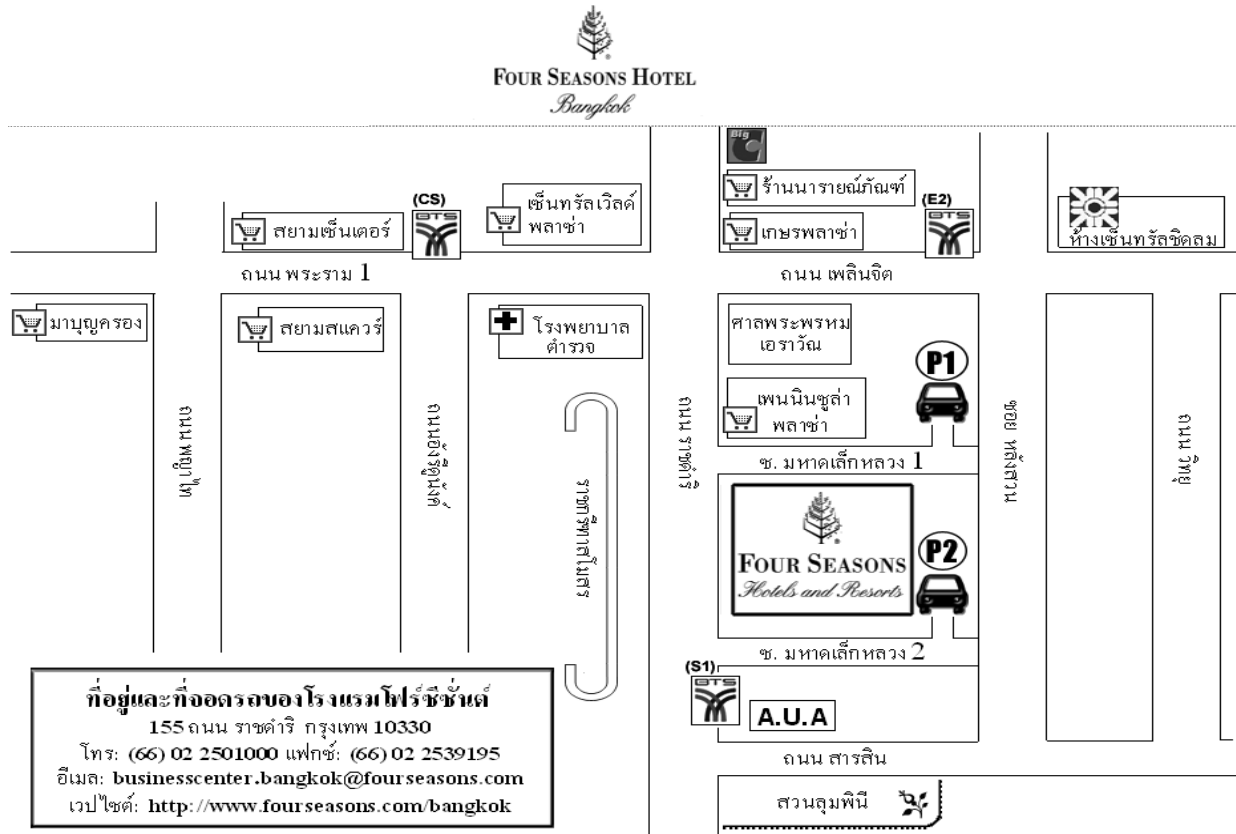 FOUR SEASONS HOTEL
Bangkok
Big C
ร้านนารายณ์ภัณฑ์
(CS)
BTS
เซ็นทรัลเวิลด์
พลาซ่า
(E2)
BTS
สยามเซ็นเตอร์
เกษรพลาซ่า
ห้างเซ็นทรัลชิดลม
ถนน พระราม 1
ถนน เพลินจิต
มาบุญครอง
สยามสแควร์
โรงพยาบาล
ตำรวจ
ศาลพระพรหม
เอราวัณ
P1
เพนนินซูล่า
พลาซ่า
ถนน พญาไท
ถนนอังรีดูนังต์
ราชกรีฑาสโมสร
ถนน ราชดำริ
ซอย หลังสวน
ถนน วิทยุ
ซ. มหาดเล็กหลวง 1
FOUR SEASONS
Hotels and Resorts
P2
ซ. มหาดเล็กหลวง 2
(S1)
BTS
A.U.A
ถนน สารสิน
สวนลุมพินี
ที่อยู่และที่จอดรถของโรงแรมโฟร์ซีซั่นต์
155 ถนน ราชดำริ กรุงเทพ 10330
โทร: (66) 02 2501000 แฟกซ์: (66) 02 2539195
อีเมล: businesscenter.bangkok@fourseasons.com
เวปไซต์: http://www.fourseasons.com/bangkok